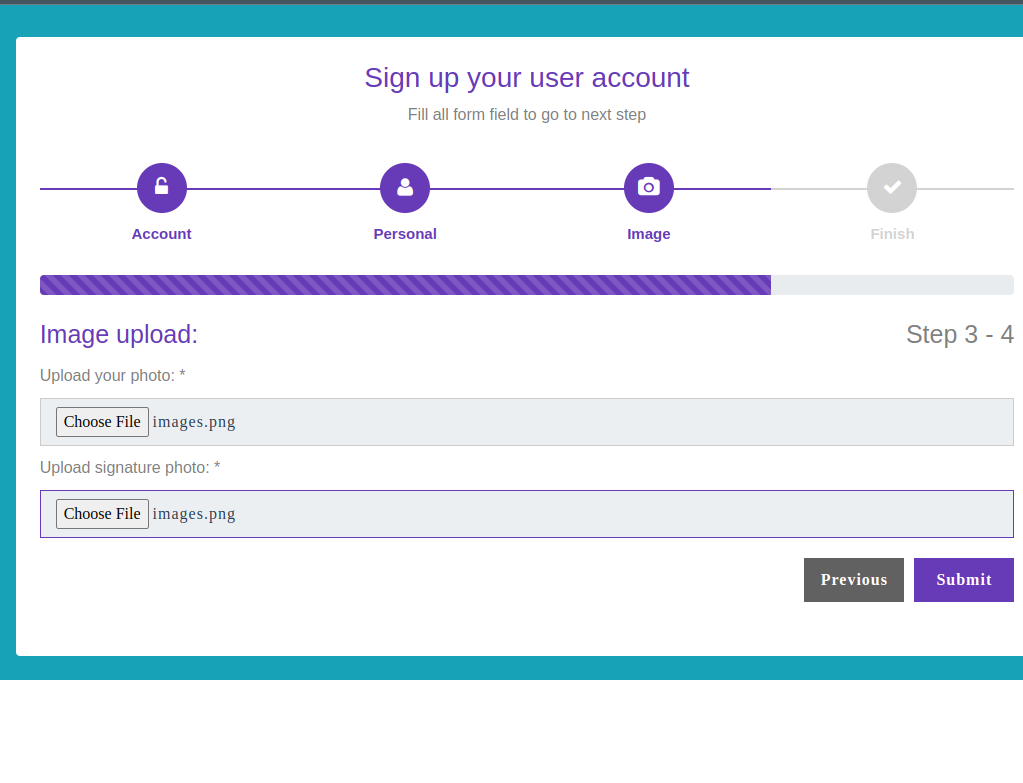 Sign up your user account
Fill all form field to go to next step
Account Personal Image Finish
Image upload: Step 3 - 4
Upload your photo: *
Choose File images.png
Upload signature photo: *
Choose File images.png
Previous Submit